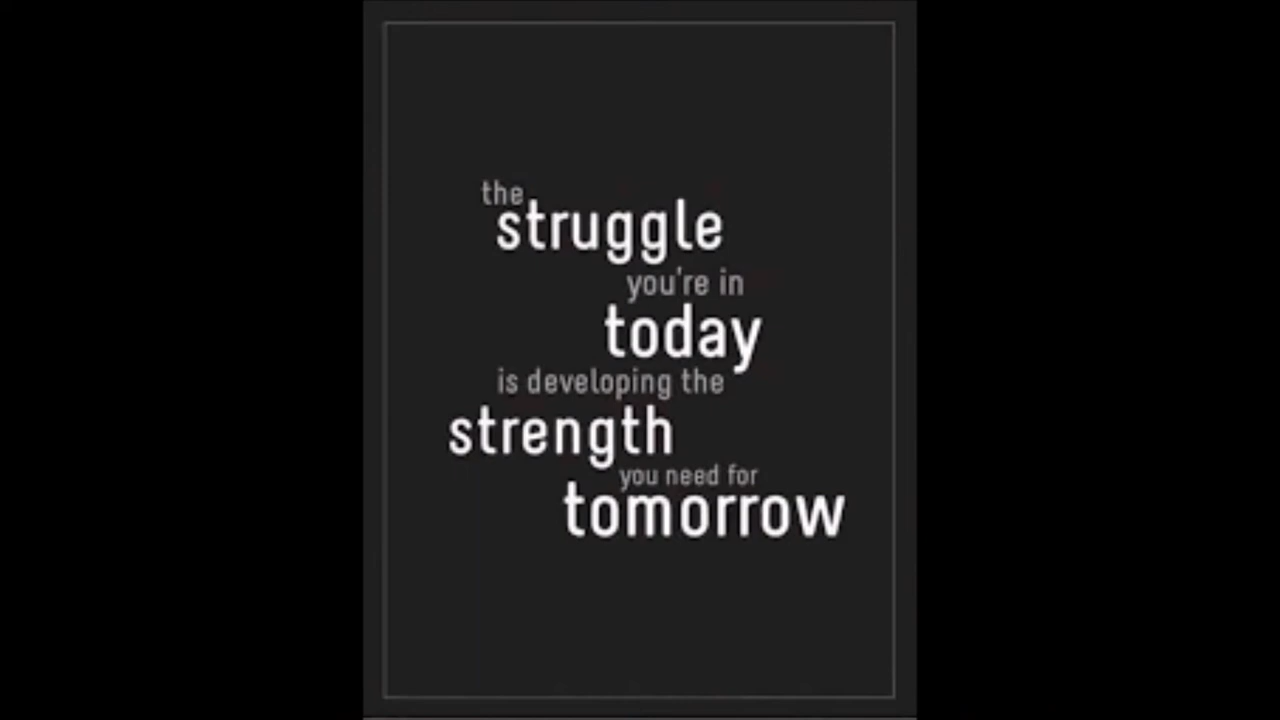 the
struggle
you're in
today
is developing the
strength
you need for
tomorrow